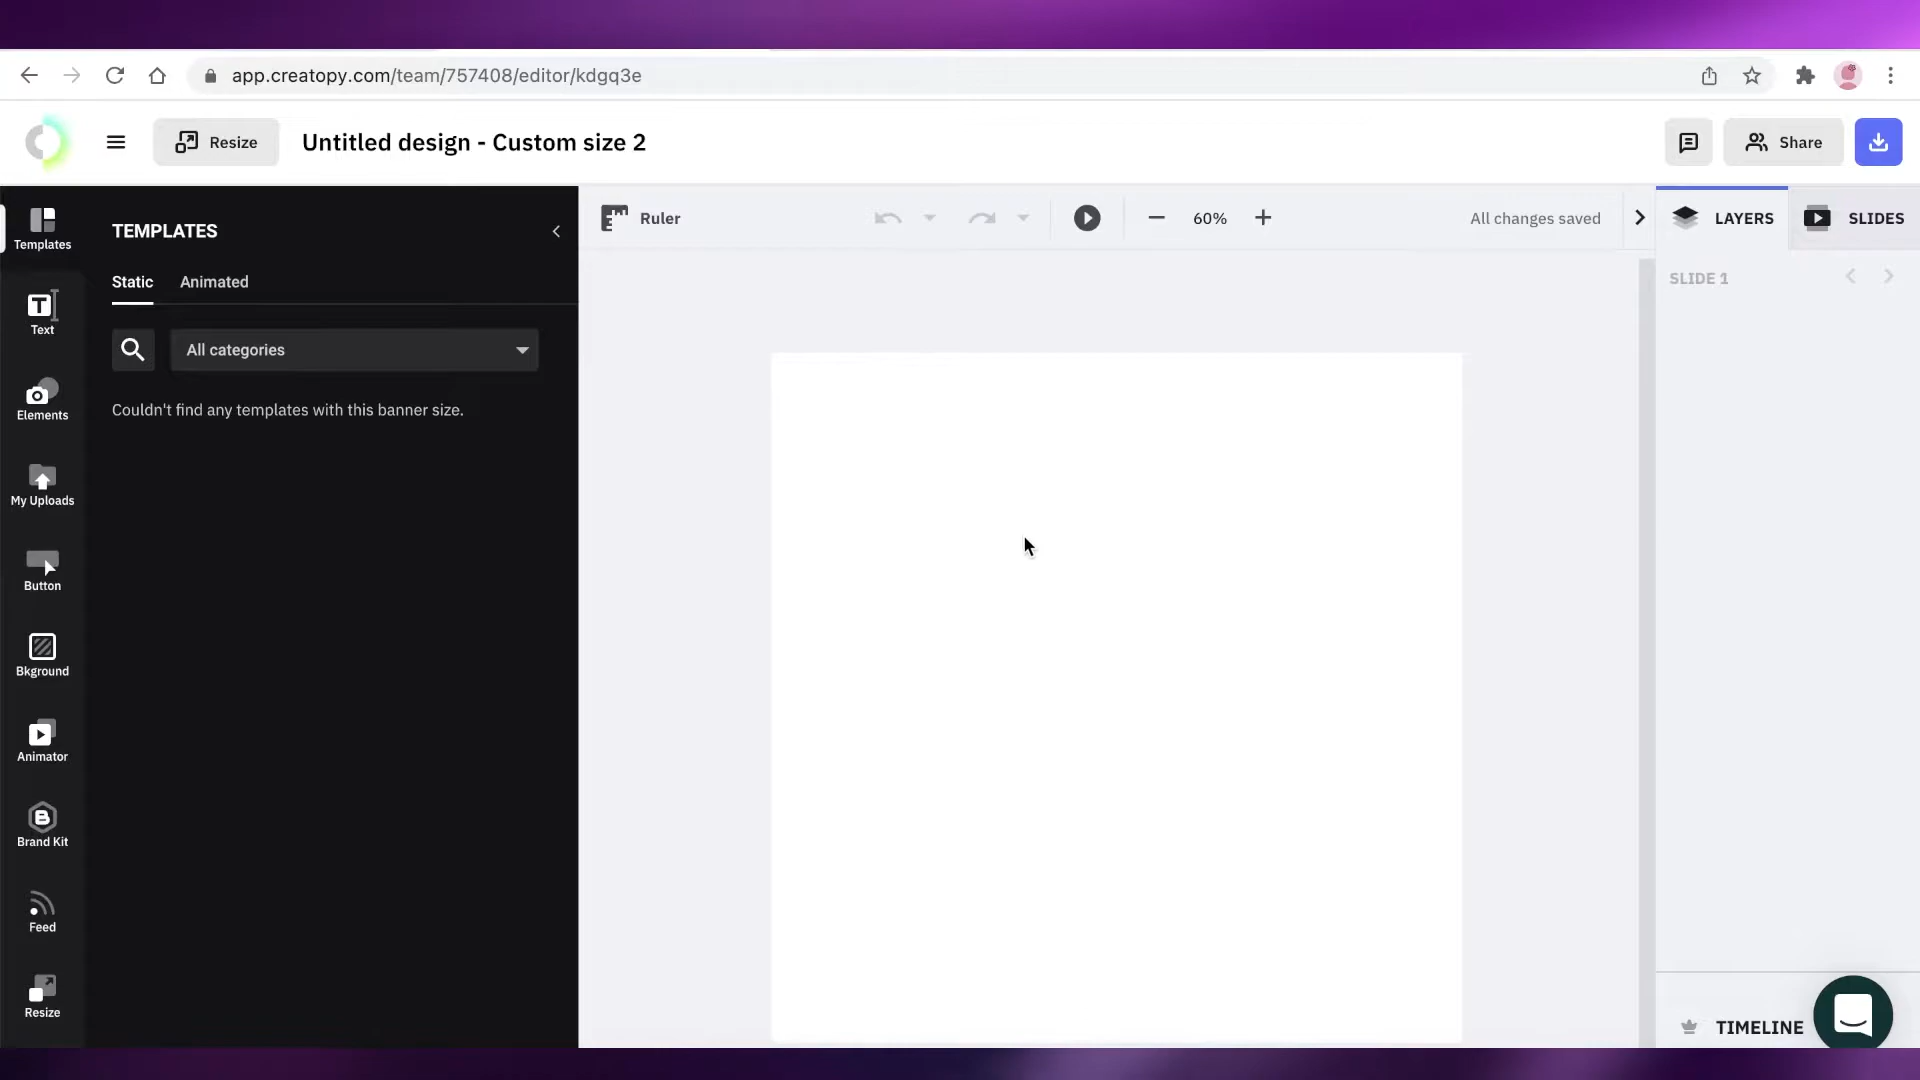 app.creatopy.com/team/757408/editor/kdgq3e
Resize
Untitled design - Custom size 2
Share
Templates
Text
Elements
My Uploads
Button
Bkground
Animator
B
Brand Kit
Feed
Resize
TEMPLATES
Static
Animated
All categories
Couldn't find any templates with this banner size.
Ruler
60%
All changes saved
LAYERS
SLIDES
SLIDE 1
TIMELINE